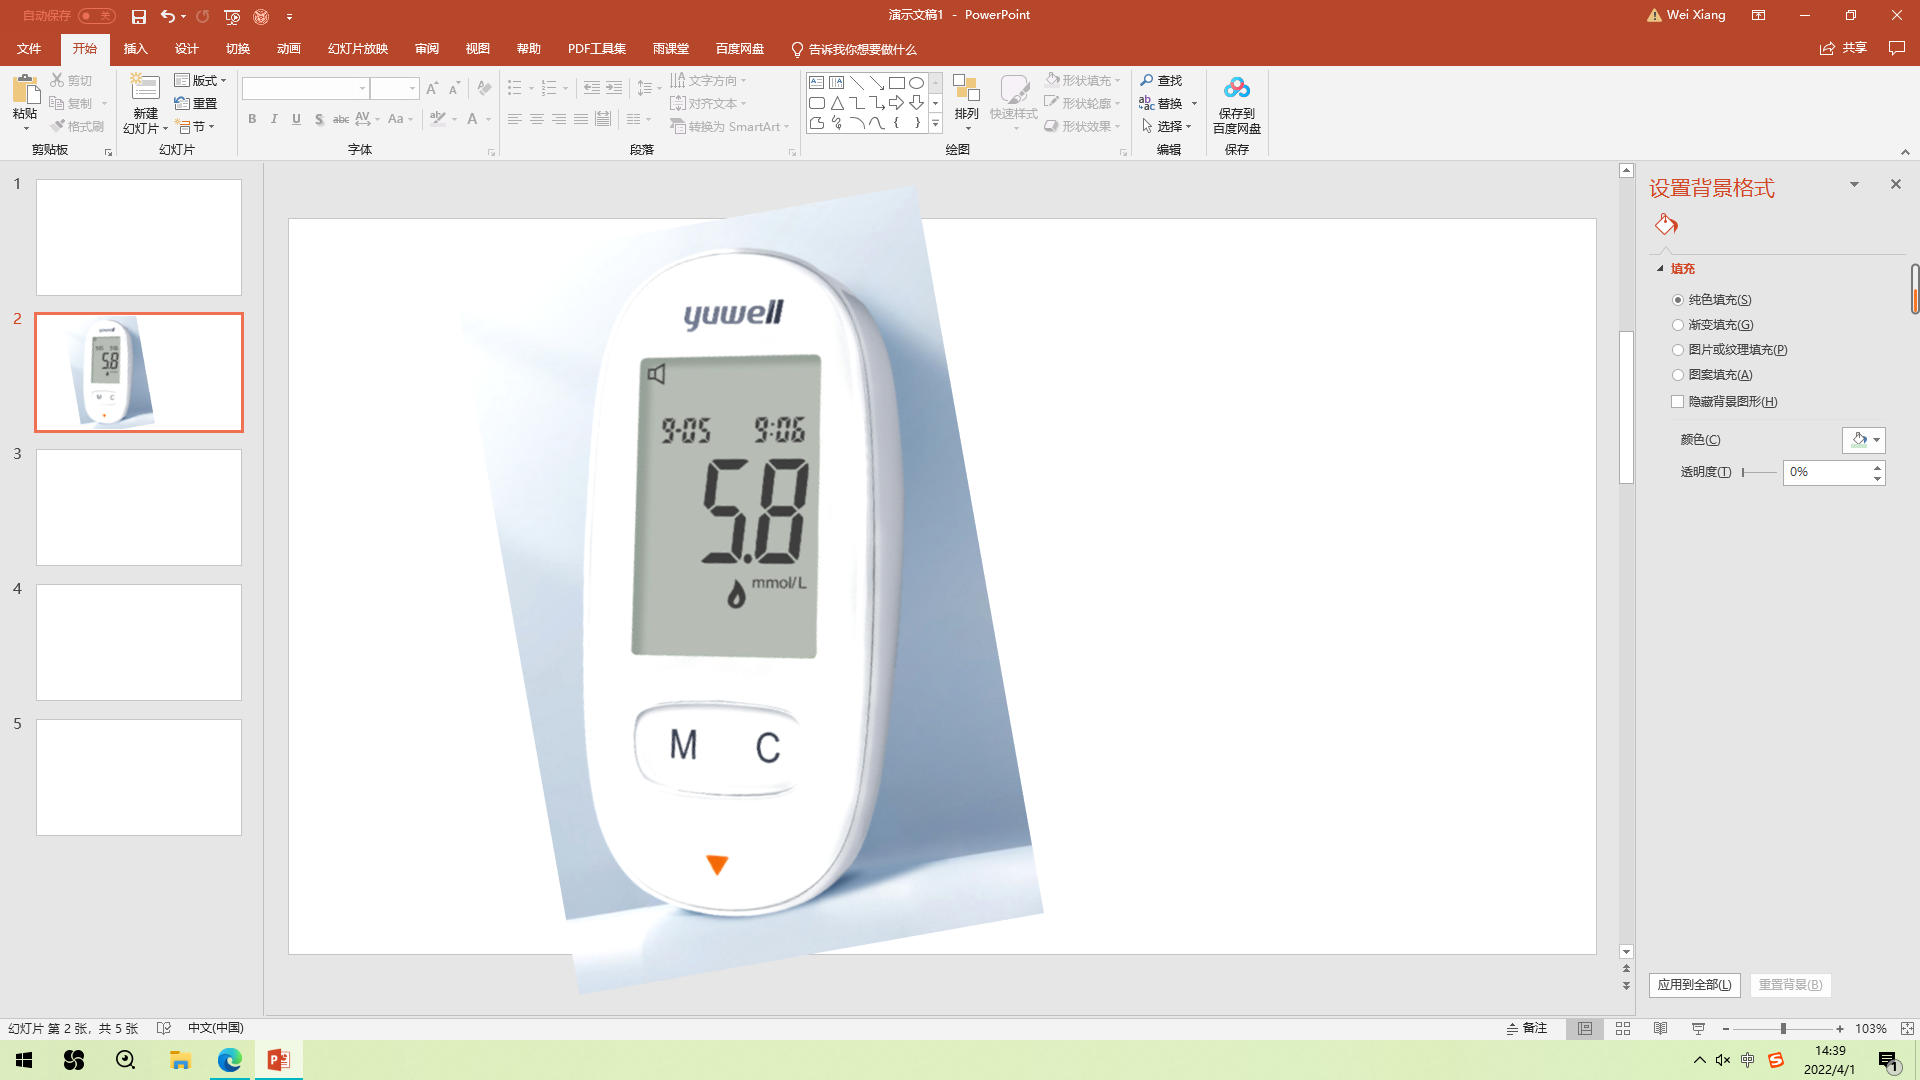 自动保存 关
演示文稿1 - PowerPoint
Wei Xiang
文件 开始 插入 设计 切换 动画 幻灯片放映 审阅 视图 帮助 PDF工具集 雨课堂 百度网盘 告诉我你想要做什么 共享
粘贴 剪切 复制 格式刷
剪贴板
新建
幻灯片 版式 重置 节
幻灯片
B I U S abc AV Aa A
字体
文字方向
对齐文本
转换为 SmartArt
段落
排列 快速样式
形状填充
形状轮廓
形状效果
绘图
查找
替换
选择
编辑
保存到
百度网盘
保存
1
2
3
4
5
yuwell
9-05 9:06
5.8
mmol/L
M C
设置背景格式
填充
纯色填充(S)
渐变填充(G)
图片或纹理填充(P)
图案填充(A)
隐藏背景图形(H)
颜色(C)
透明度(T) 0%
应用到全部(L) 重置背景(B)
幻灯片 第 2 张，共 5 张 中文(中国) 备注 103%
中 14:39
2022/4/1 1